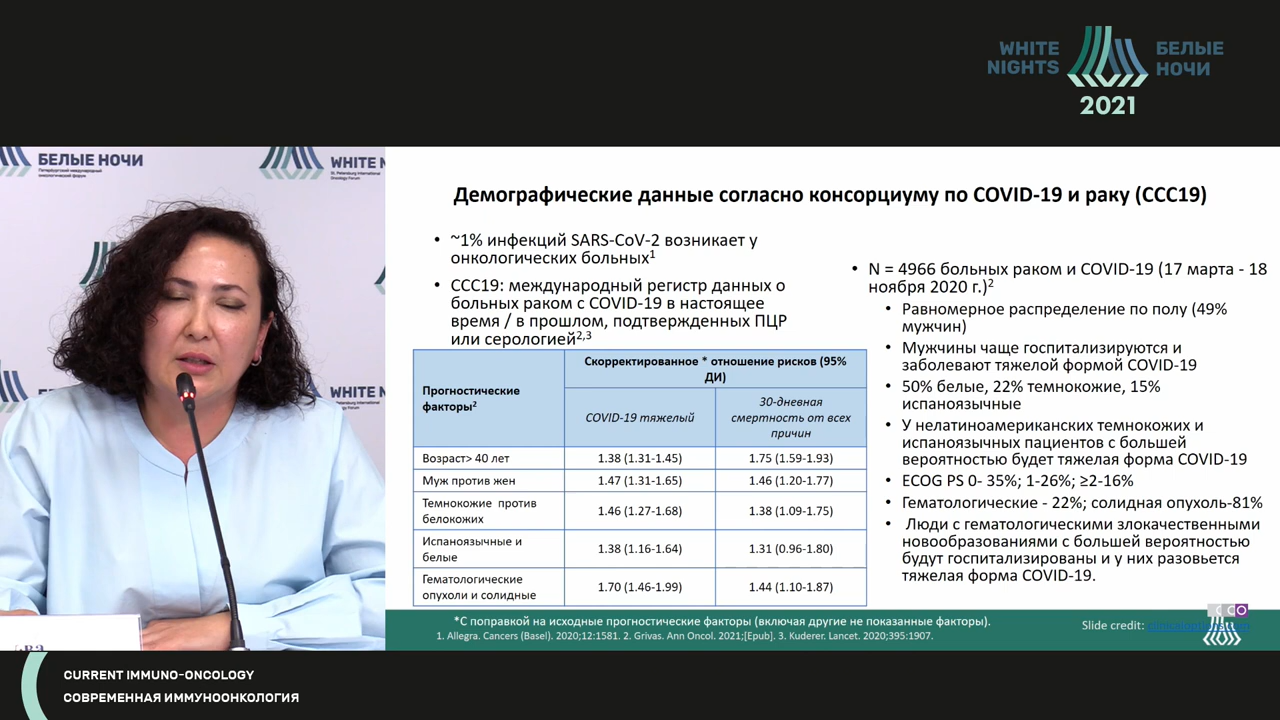 WHITE
NIGHTS
БЕЛЫЕ
НОЧИ
2021
БЕЛЫЕ НОЧИ
Петербургский международный
онкологический форум
WHITE N
St. Petersburg International
Oncology Forum
WHITE N
WHITE N
Демографические данные согласно консорциуму по COVID-19 и раку (CCC19)
• ~1% инфекций SARS-CoV-2 возникает у
онкологических больных1
• CCC19: международный регистр данных о
больных раком с COVID-19 в настоящее
время / в прошлом, подтвержденных ПЦР
или серологией2,3
Прогностические
факторы2
Скорректированное * отношение рисков (95%
ДИ)
COVID-19 тяжелый
30-дневная
смертность от всех
причин
Возраст> 40 лет 1.38 (1.31-1.45) 1.75 (1.59-1.93)
Муж против жен 1.47 (1.31-1.65) 1.46 (1.20-1.77)
Темнокожие против
белокожих
1.46 (1.27-1.68) 1.38 (1.09-1.75)
Испаноязычные и
белые
1.38 (1.16-1.64) 1.31 (0.96-1.80)
Гематологические
опухоли и солидные
1.70 (1.46-1.99) 1.44 (1.10-1.87)
• N = 4966 больных раком и COVID-19 (17 марта - 18
ноября 2020 г.)2
• Равномерное распределение по полу (49%
мужчин)
• Мужчины чаще госпитализируются и
заболевают тяжелой формой COVID-19
• 50% белые, 22% темнокожие, 15%
испаноязычные
• У нелатиноамериканских темнокожих и
испаноязычных пациентов с большей
вероятностью будет тяжелая форма COVID-19
• ECOG PS 0- 35%; 1-26%; ≥2-16%
• Гематологические - 22%; солидная опухоль-81%
• Люди с гематологическими злокачественными
новообразованиями с большей вероятностью
будут госпитализированы и у них разовьется
тяжелая форма COVID-19.
*С поправкой на исходные прогностические факторы (включая другие не показанные факторы).
1. Allegra. Cancers (Basel). 2020;12:1581. 2. Grivas. Ann Oncol. 2021;[Epub]. 3. Kuderer. Lancet. 2020;395:1907.
Slide credit:
CURRENT IMMUNO-ONCOLOGY
СОВРЕМЕННАЯ ИММУНООНКОЛОГИЯ